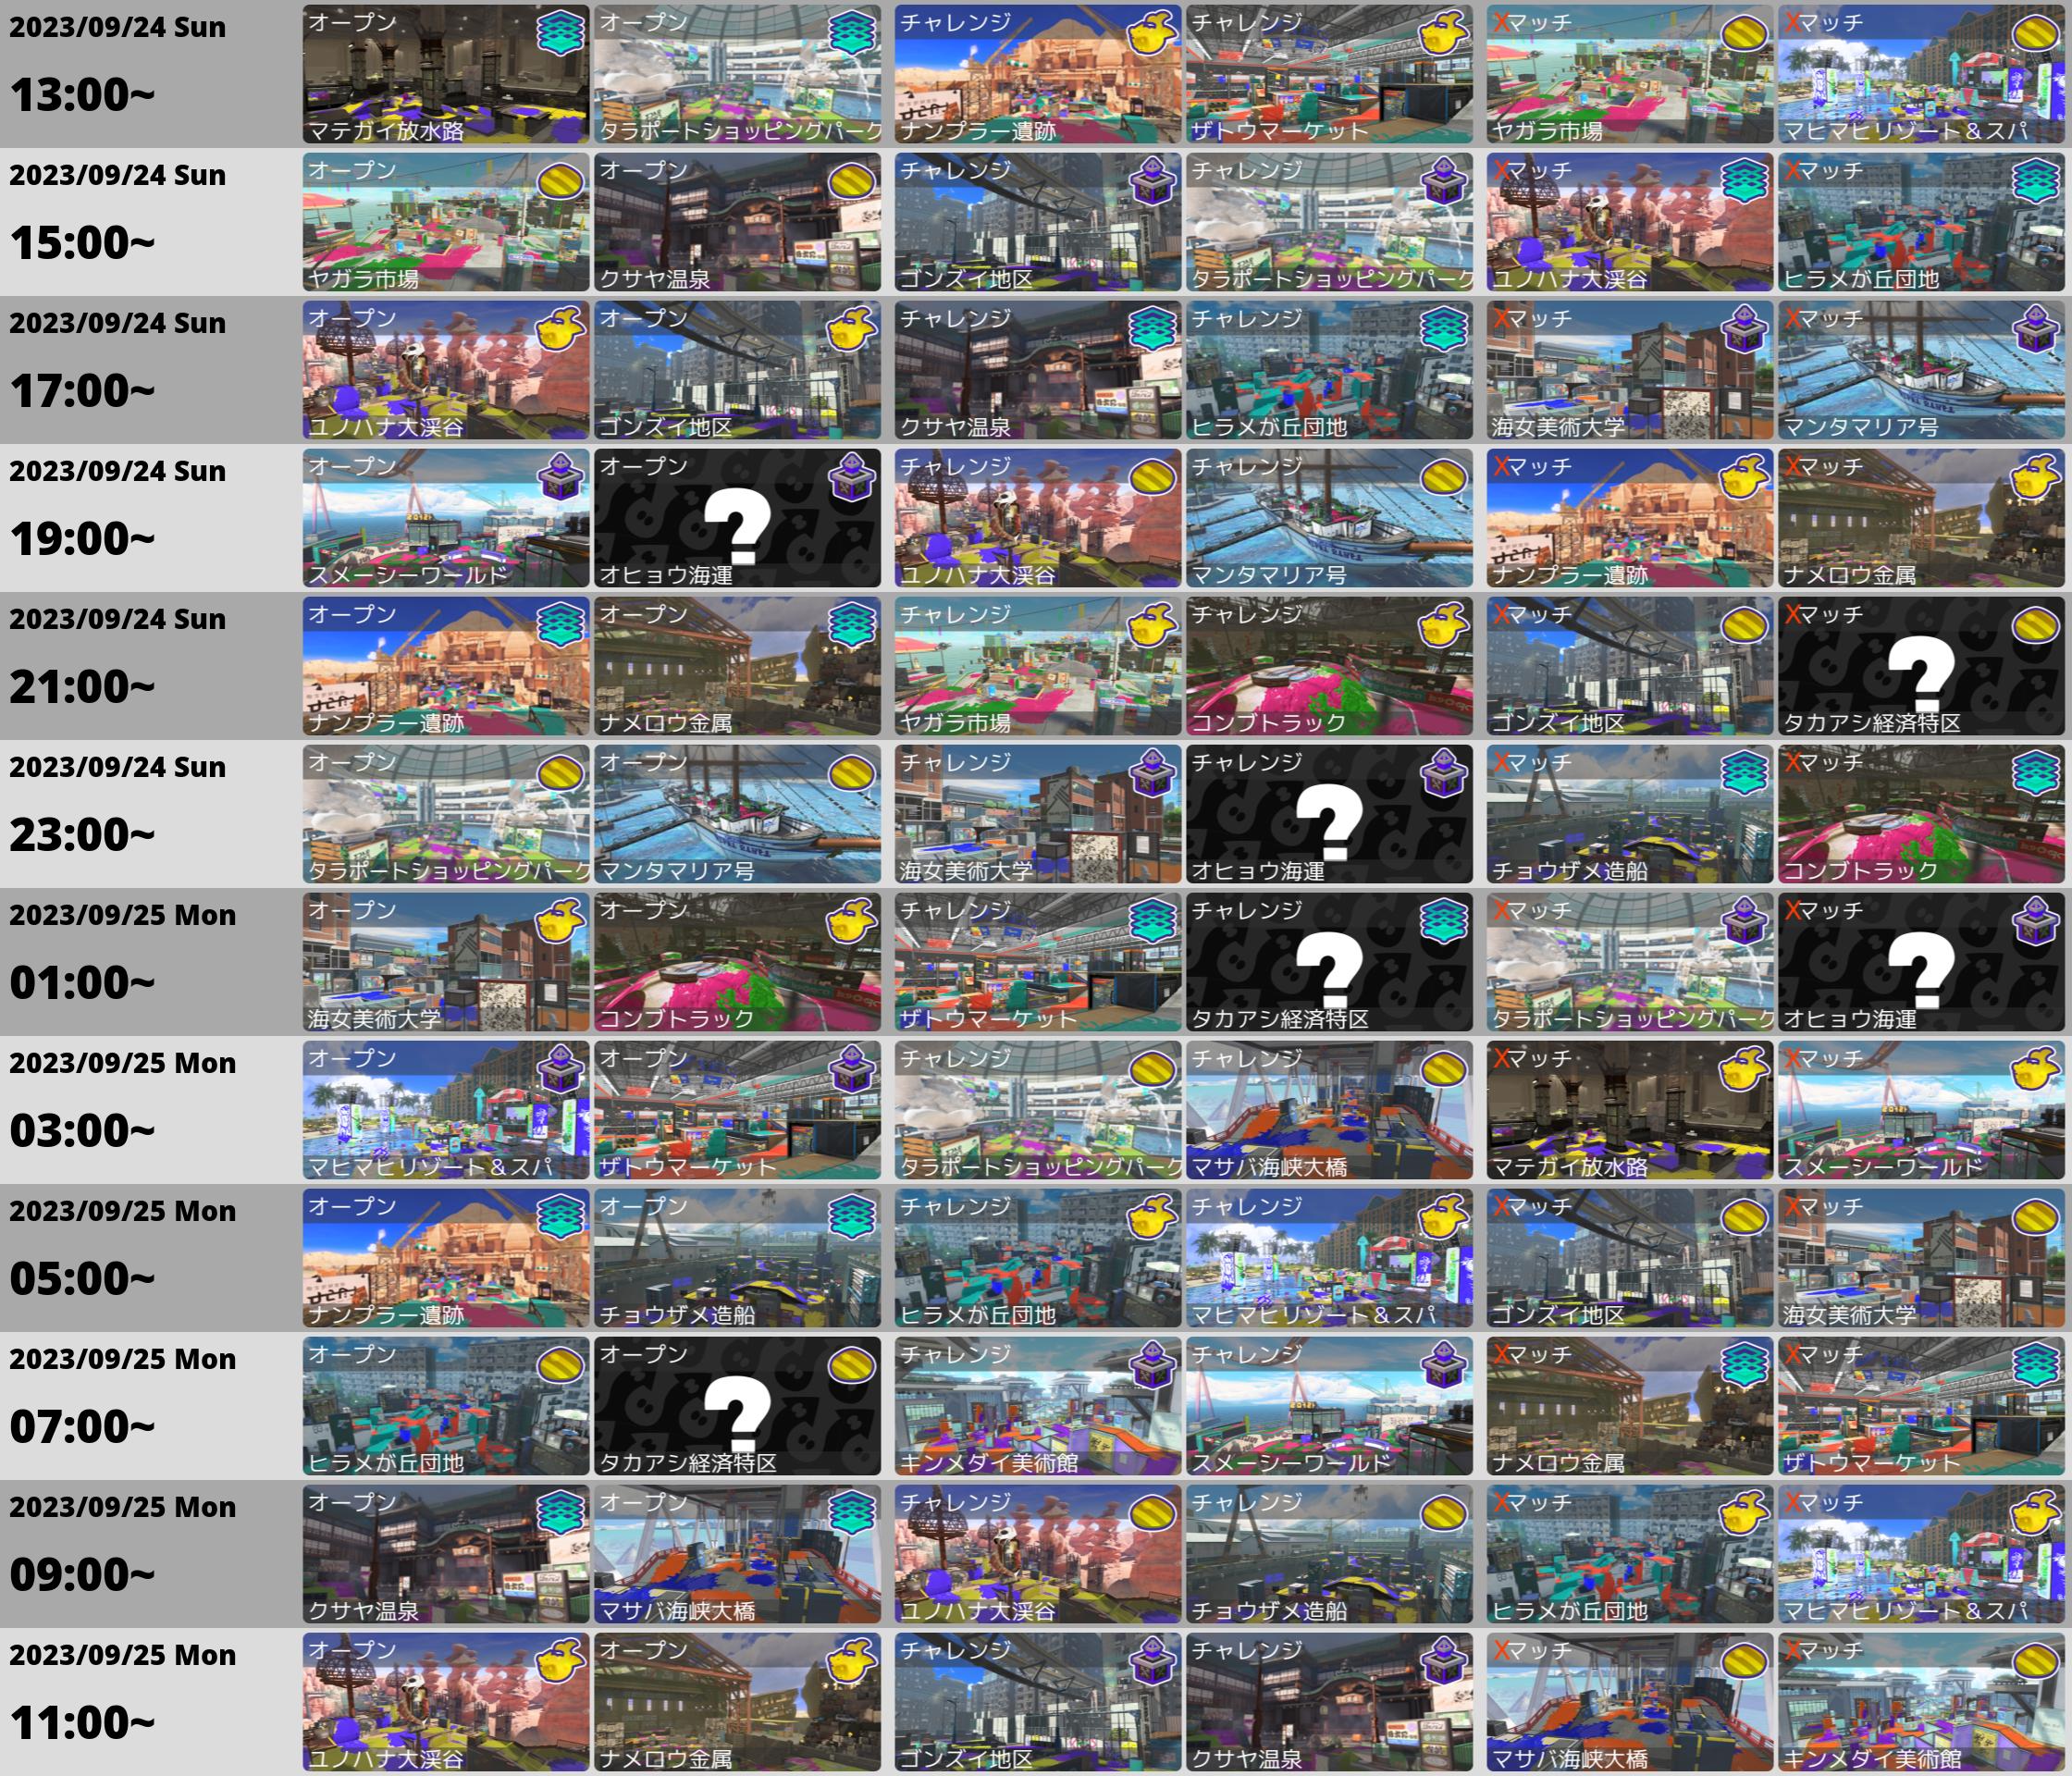 2023/09/24 Sun
13:00~
オープン
マテガイ放水路
オープン
タラポートショッピングパーク
チャレンジ
ナンプラー遺跡
チャレンジ
ザトウマーケット
Xマッチ
ヤガラ市場
Xマッチ
マヒマヒリゾート&スパ
2023/09/24 Sun
15:00~
オープン
ヤガラ市場
オープン
クサヤ温泉
チャレンジ
ゴンズイ地区
チャレンジ
タラポートショッピングパーク
Xマッチ
ユノハナ大渓谷
Xマッチ
ヒラメが丘団地
2023/09/24 Sun
17:00~
オープン
ユノハナ大渓谷
オープン
ゴンズイ地区
チャレンジ
クサヤ温泉
チャレンジ
ヒラメが丘団地
Xマッチ
海女美術大学
Xマッチ
マンタマリア号
2023/09/24 Sun
19:00~
オープン
スメーシーワールド
オープン
?
オヒョウ海運
チャレンジ
ユノハナ大渓谷
チャレンジ
マンタマリア号
Xマッチ
ナンプラー遺跡
Xマッチ
ナメロウ金属
2023/09/24 Sun
21:00~
オープン
ナンプラー遺跡
オープン
ナメロウ金属
チャレンジ
ヤガラ市場
チャレンジ
コンブトラック
Xマッチ
ゴンズイ地区
Xマッチ
?
タカアシ経済特区
2023/09/24 Sun
23:00~
オープン
タラポートショッピングパーク
オープン
マンタマリア号
チャレンジ
海女美術大学
チャレンジ
?
オヒョウ海運
Xマッチ
チョウザメ造船
Xマッチ
コンブトラック
2023/09/25 Mon
01:00~
オープン
海女美術大学
オープン
コンブトラック
チャレンジ
ザトウマーケット
チャレンジ
?
タカアシ経済特区
Xマッチ
タラポートショッピングパーク
Xマッチ
?
オヒョウ海運
2023/09/25 Mon
03:00~
オープン
マヒマヒリゾート&スパ
オープン
ザトウマーケット
チャレンジ
タラポートショッピングパーク
チャレンジ
マサバ海峡大橋
Xマッチ
マテガイ放水路
Xマッチ
スメーシーワールド
2023/09/25 Mon
05:00~
オープン
ナンプラー遺跡
オープン
チョウザメ造船
チャレンジ
ヒラメが丘団地
チャレンジ
マヒマヒリゾート&スパ
Xマッチ
ゴンズイ地区
Xマッチ
海女美術大学
2023/09/25 Mon
07:00~
オープン
ヒラメが丘団地
オープン
?
タカアシ経済特区
チャレンジ
キンメダイ美術館
チャレンジ
スメーシーワールド
Xマッチ
ナメロウ金属
Xマッチ
ザトウマーケット
2023/09/25 Mon
09:00~
オープン
クサヤ温泉
オープン
マサバ海峡大橋
チャレンジ
ユノハナ大渓谷
チャレンジ
チョウザメ造船
Xマッチ
ヒラメが丘団地
Xマッチ
マヒマヒリゾート&スパ
2023/09/25 Mon
11:00~
オープン
ユノハナ大渓谷
オープン
ナメロウ金属
チャレンジ
ゴンズイ地区
チャレンジ
クサヤ温泉
Xマッチ
マサバ海峡大橋
Xマッチ
キンメダイ美術館